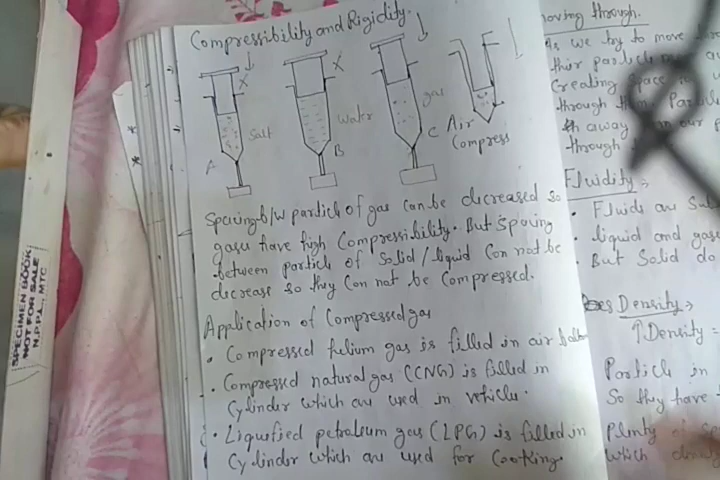 Compressibility and Rigidity.
X
X
Salt
Water
gas
A
B
C
Air
Compress
Spacing b/w particle of gas can be decreased so
gases have high Compressibility. But Spacing
between particle of Solid / liquid Can not be
decrease so they Can not be Compressed.
Application of Compressed gas
• Compressed helium gas is filled in air
• Compressed natural gas (CNG) is filled in
Cylinder which are used in vehicle.
• Liquified petroleum gas (LPG) is filled in
Cylinder which are used for Cooking.
moving through.
As we try to move
their particle
Creating Space
through
away
through
Fluidity
• Fluids are
• liquid and gase
• But Solid do
Density
↑Density =
Particle in
So they have
Plenty of
which
SPECIMEN BOOK
NOT FOR SALE
N.P.P.L., MTC